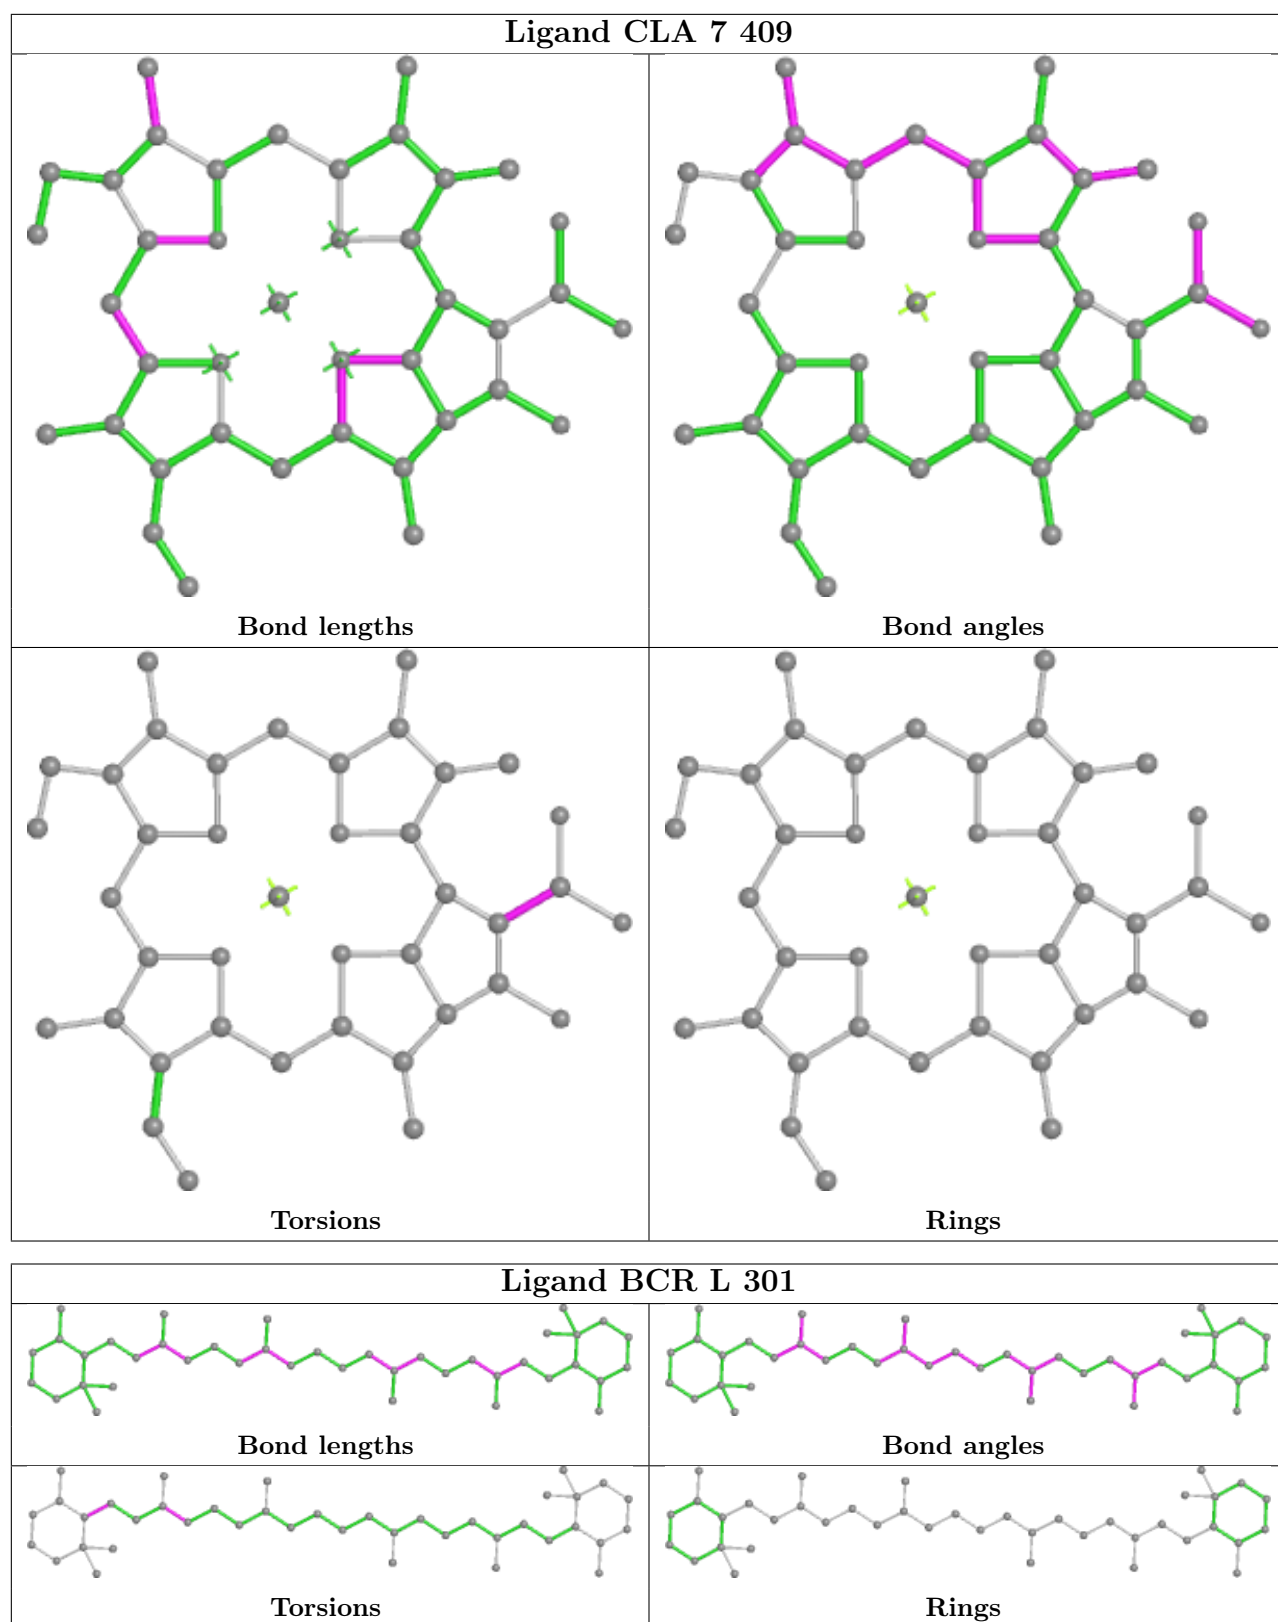 Ligand CLA 7 409
Bond lengths
Bond angles
Torsions
Rings
Ligand BCR L 301
Bond lengths
Bond angles
Torsions
Rings